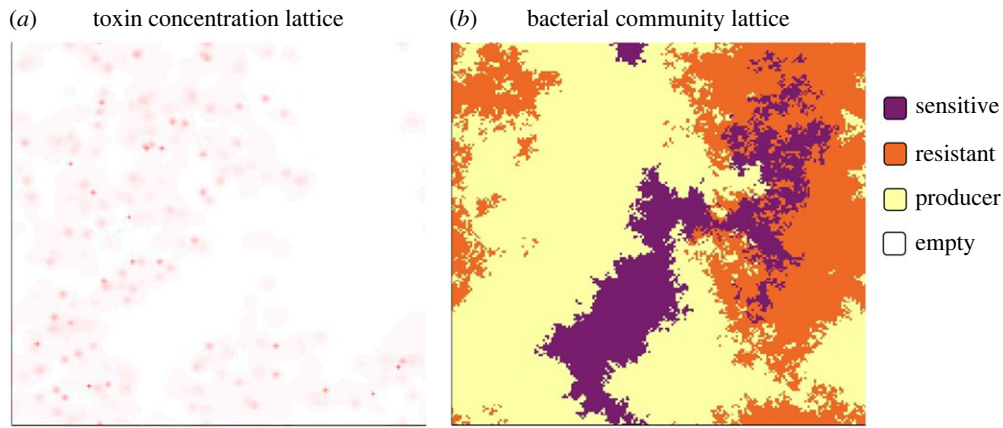 (a) toxin concentration lattice
(b) bacterial community lattice
sensitive
resistant
producer
empty